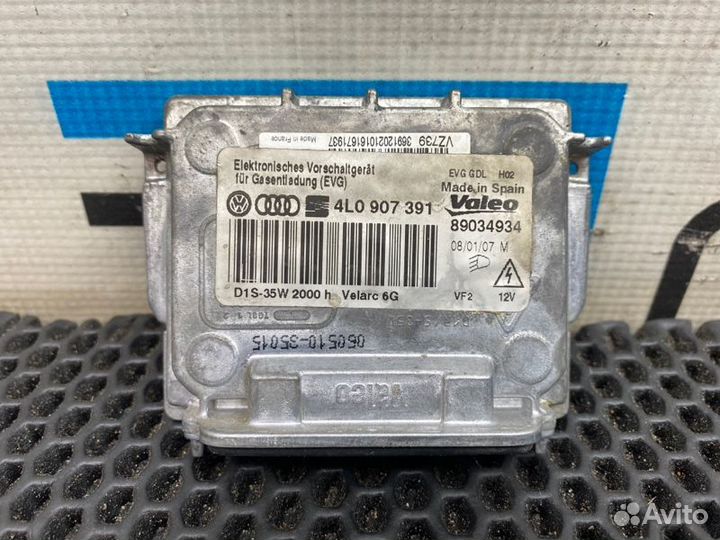 Made in France
VZ739 369120210161671937
Elektronisches Vorschaltgerät
für Gasentladung (EVG)
EVG GDL H02
Made in Spain
4L0 907 391
Valeo
89034934
08/01/07 M
D1S-35W 2000 h. Velarc 6G
VF2 12V
060510-35015
Valeo
Avito